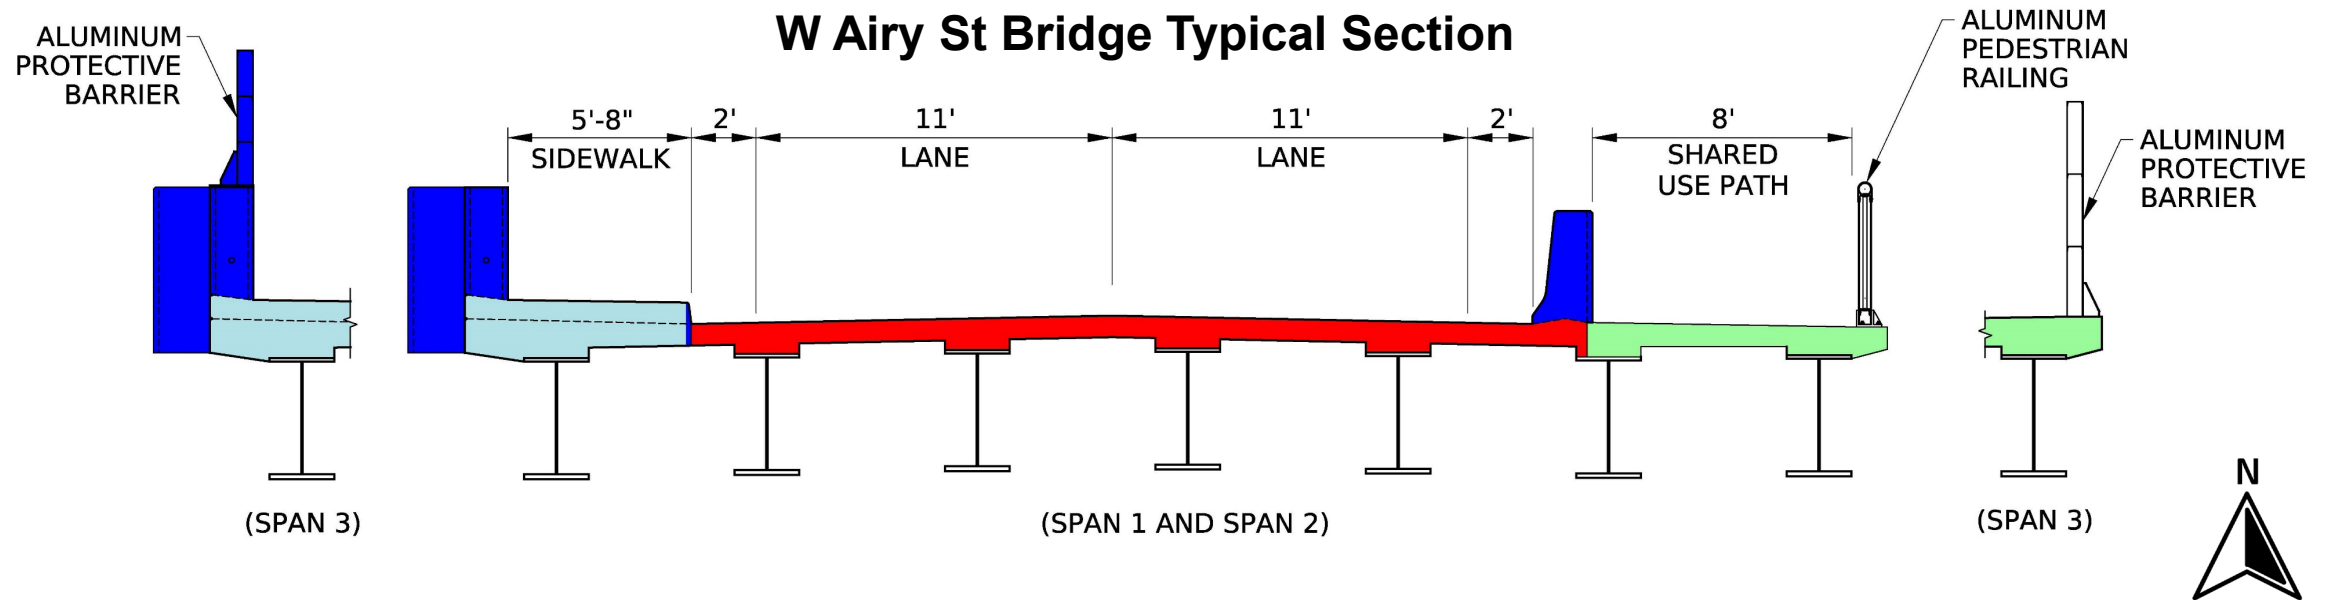 W Airy St Bridge Typical Section
ALUMINUM
PROTECTIVE
BARRIER
5'-8"
SIDEWALK
2'
11'
LANE
11'
LANE
2'
8'
SHARED
USE PATH
ALUMINUM
PEDESTRIAN
RAILING
ALUMINUM
PROTECTIVE
BARRIER
(SPAN 3)
(SPAN 1 AND SPAN 2)
(SPAN 3)
N